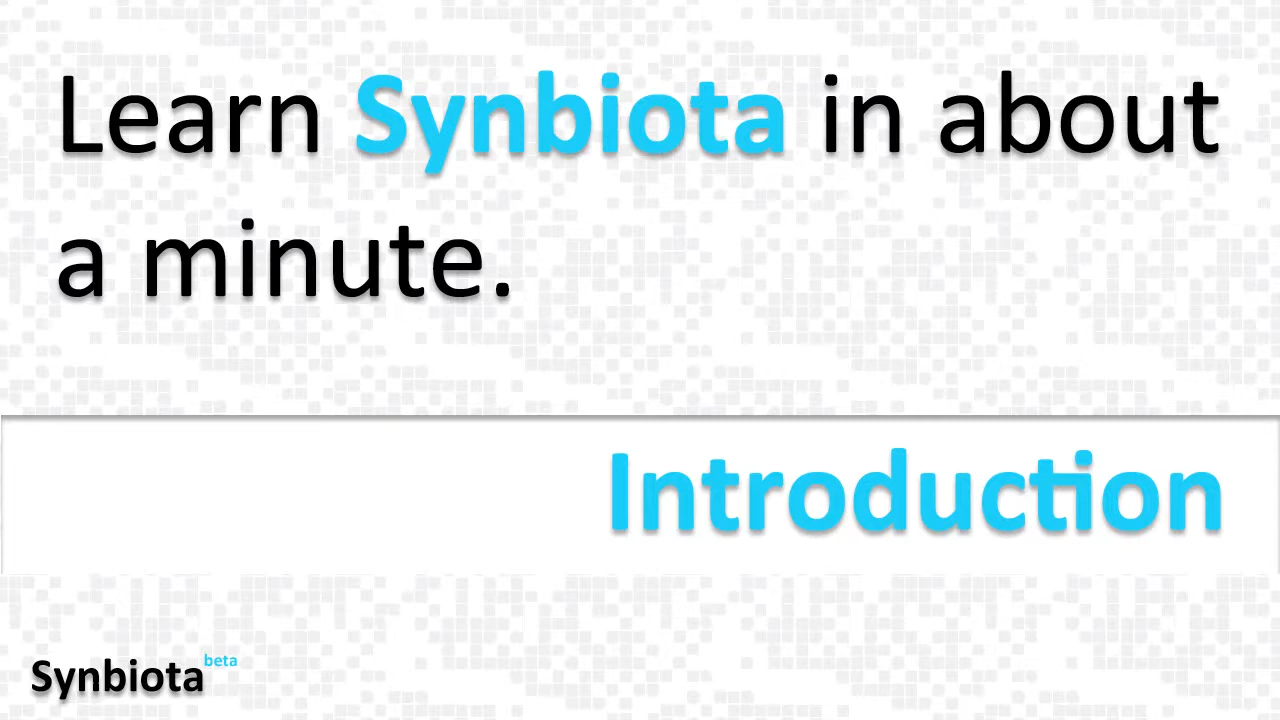 Learn Synbiota in about
a minute.
Introduction
Synbiota beta